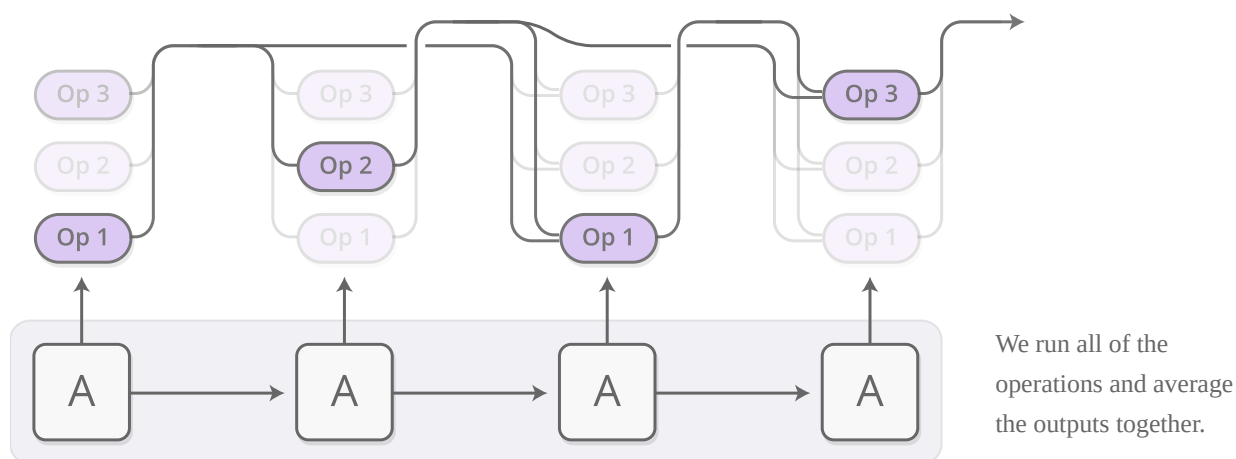 Op 3
Op 3
Op 3
Op 3
Op 2
Op 2
Op 2
Op 2
Op 1
Op 1
Op 1
Op 1
A
A
A
A
We run all of the
operations and average
the outputs together.